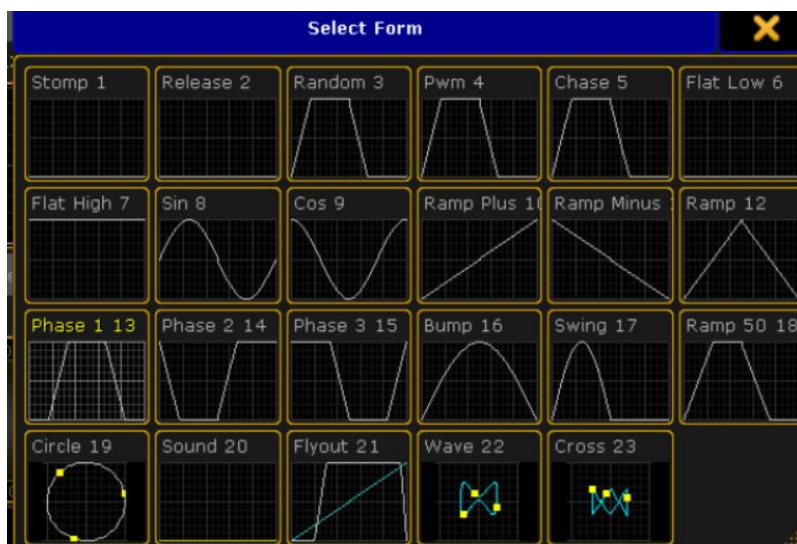 Select Form
Stomp 1
Release 2
Random 3
Pwm 4
Chase 5
Flat Low 6
Flat High 7
Sin 8
Cos 9
Ramp Plus 10
Ramp Minus
Ramp 12
Phase 1 13
Phase 2 14
Phase 3 15
Bump 16
Swing 17
Ramp 50 18
Circle 19
Sound 20
Flyout 21
Wave 22
Cross 23